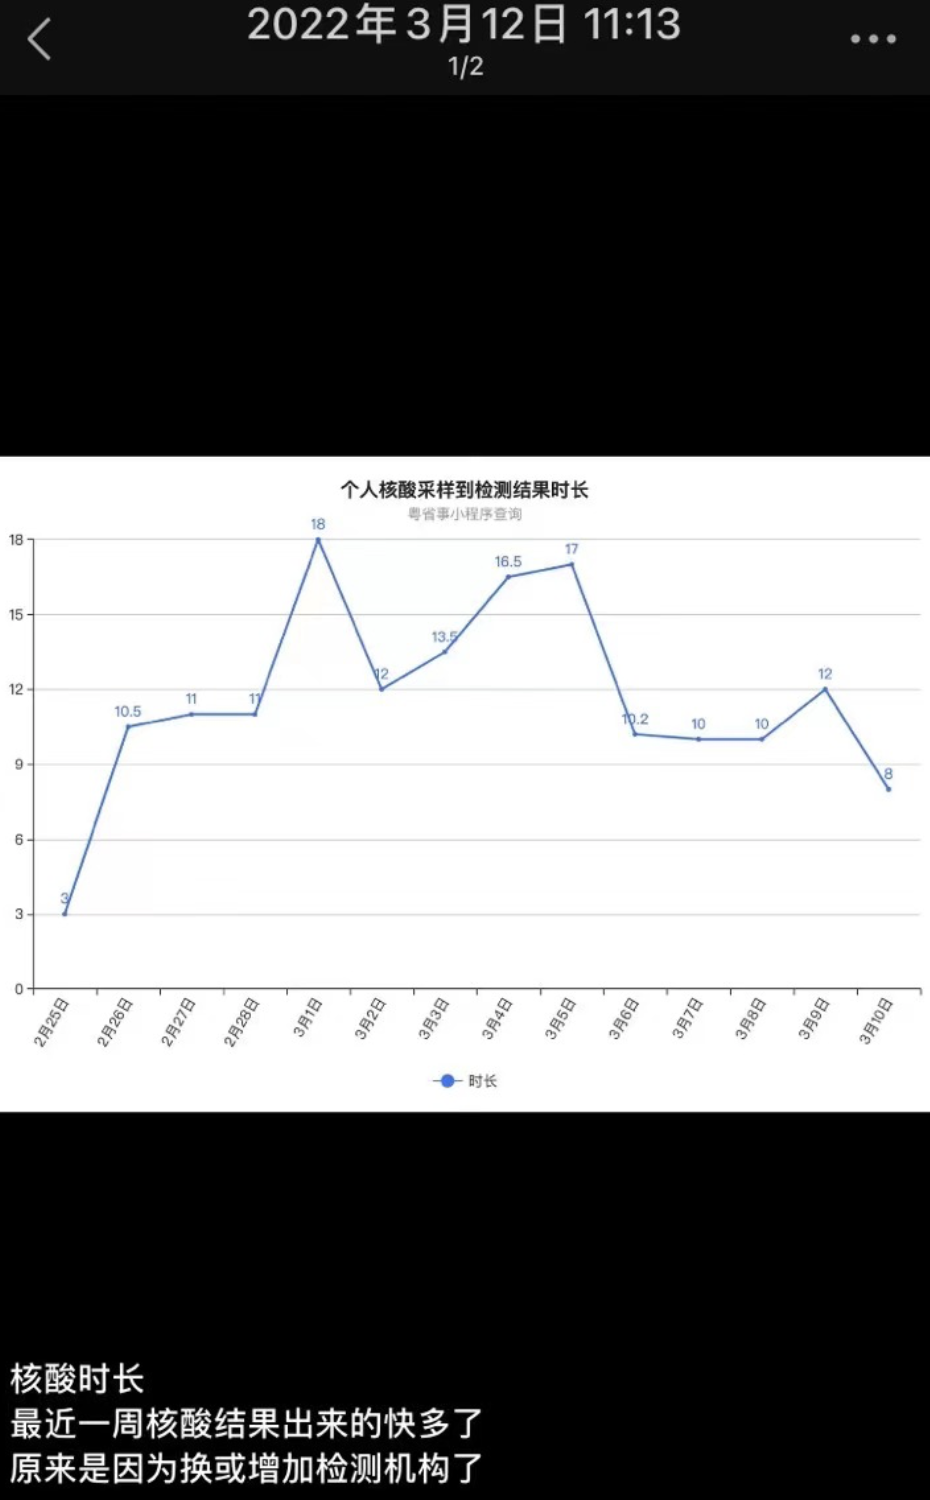 2022年3月12日 11:13
1/2
个人核酸采样到检测结果时长
粤省事小程序查询
18
15
12
9
6
3
0
3
10.5
11
11
18
12
13.5
16.5
17
10.2
10
10
12
8
2月25日
2月26日
2月27日
2月28日
3月1日
3月2日
3月3日
3月4日
3月5日
3月6日
3月7日
3月8日
3月9日
3月10日
时长
核酸时长
最近一周核酸结果出来的快多了
原来是因为换或增加检测机构了